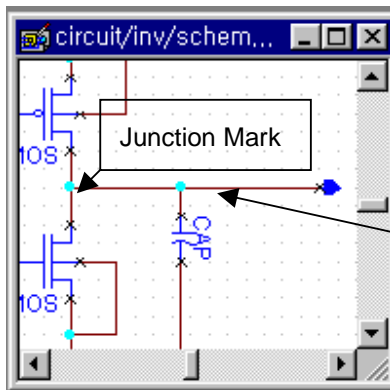 circuit/inv/schem...
Junction Mark
MOS
CAP
MOS